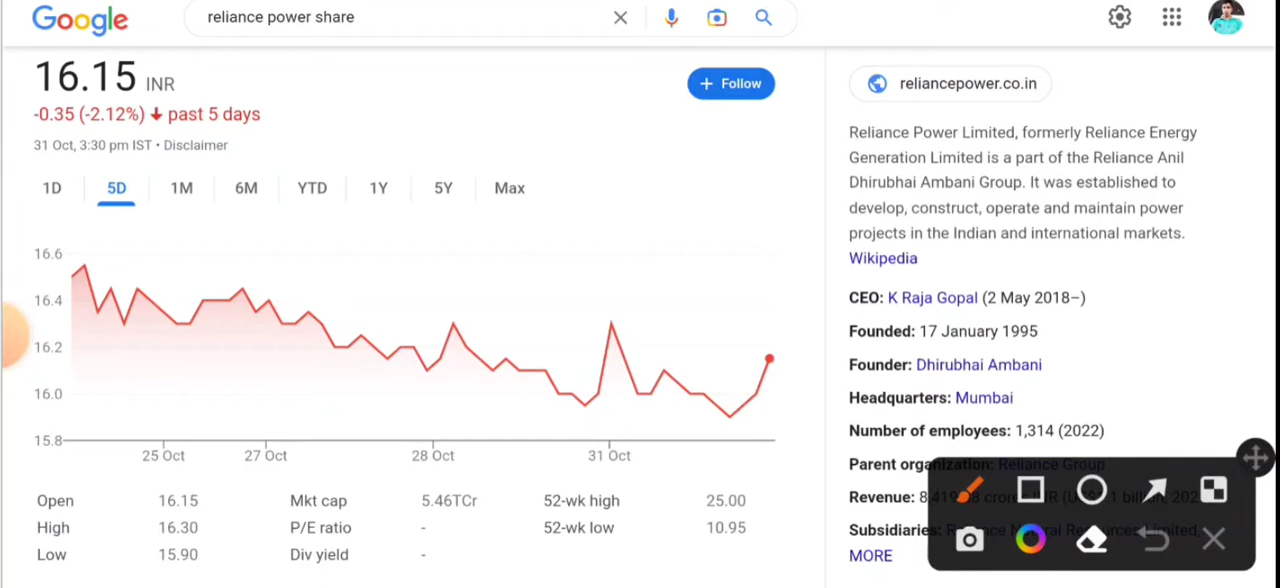 Google
reliance power share
16.15 INR
+ Follow
-0.35 (-2.12%) ↓ past 5 days
31 Oct, 3:30 pm IST • Disclaimer
1D 5D 1M 6M YTD 1Y 5Y Max
16.6
16.4
16.2
16.0
15.8
25 Oct 27 Oct 28 Oct 31 Oct
Open 16.15 Mkt cap 5.46TCr 52-wk high 25.00
High 16.30 P/E ratio - 52-wk low 10.95
Low 15.90 Div yield -
reliancepower.co.in
Reliance Power Limited, formerly Reliance Energy
Generation Limited is a part of the Reliance Anil
Dhirubhai Ambani Group. It was established to
develop, construct, operate and maintain power
projects in the Indian and international markets.
Wikipedia
CEO: K Raja Gopal (2 May 2018–)
Founded: 17 January 1995
Founder: Dhirubhai Ambani
Headquarters: Mumbai
Number of employees: 1,314 (2022)
Parent organization: Reliance Group
Revenue:
Subsidiaries: Limited,
MORE